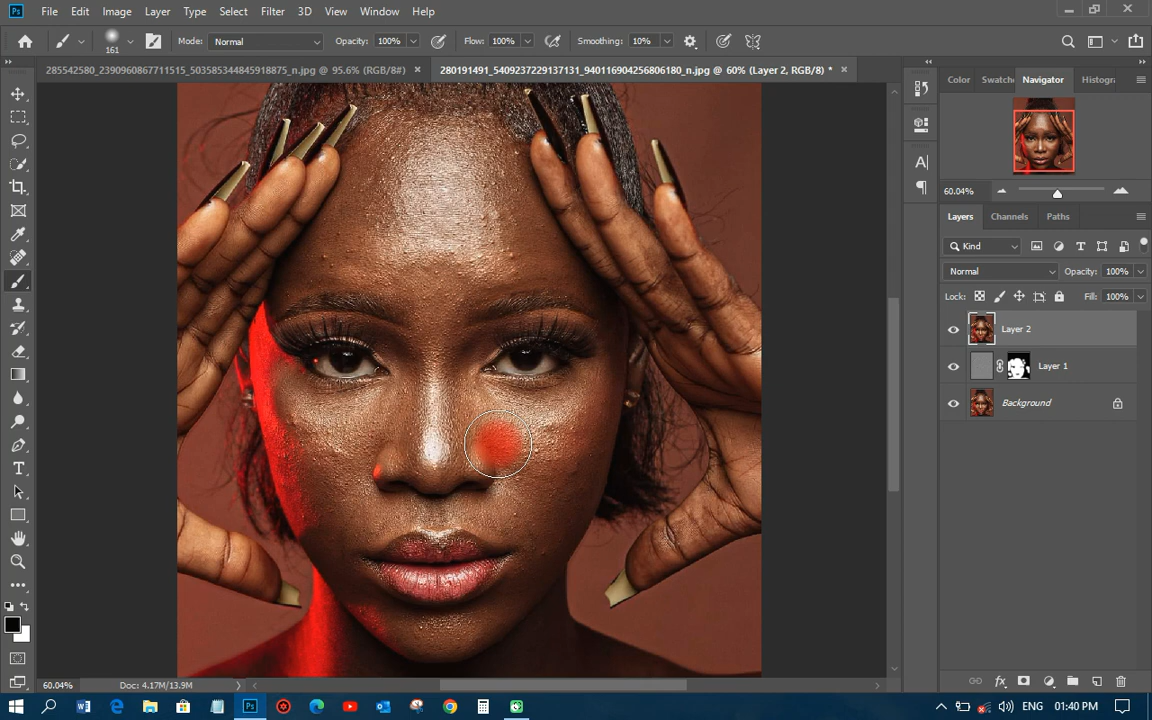 Ps File Edit Image Layer Type Select Filter 3D View Window Help
161 Mode: Normal Opacity: 100% Flow: 100% Smoothing: 10%
285542580_2390960867711515_503585344845918875_n.jpg @ 95.6% (RGB/8#) × 280191491_5409237229137131_940116904256806180_n.jpg @ 60% (Layer 2, RGB/8) * ×
Color Swatch Navigator Histogr
60.04%
Layers Channels Paths
Kind
Normal Opacity: 100%
Lock: Fill: 100%
Layer 2
Layer 1
Background
60.04% Doc: 4.17M/13.9M
ENG 01:40 PM